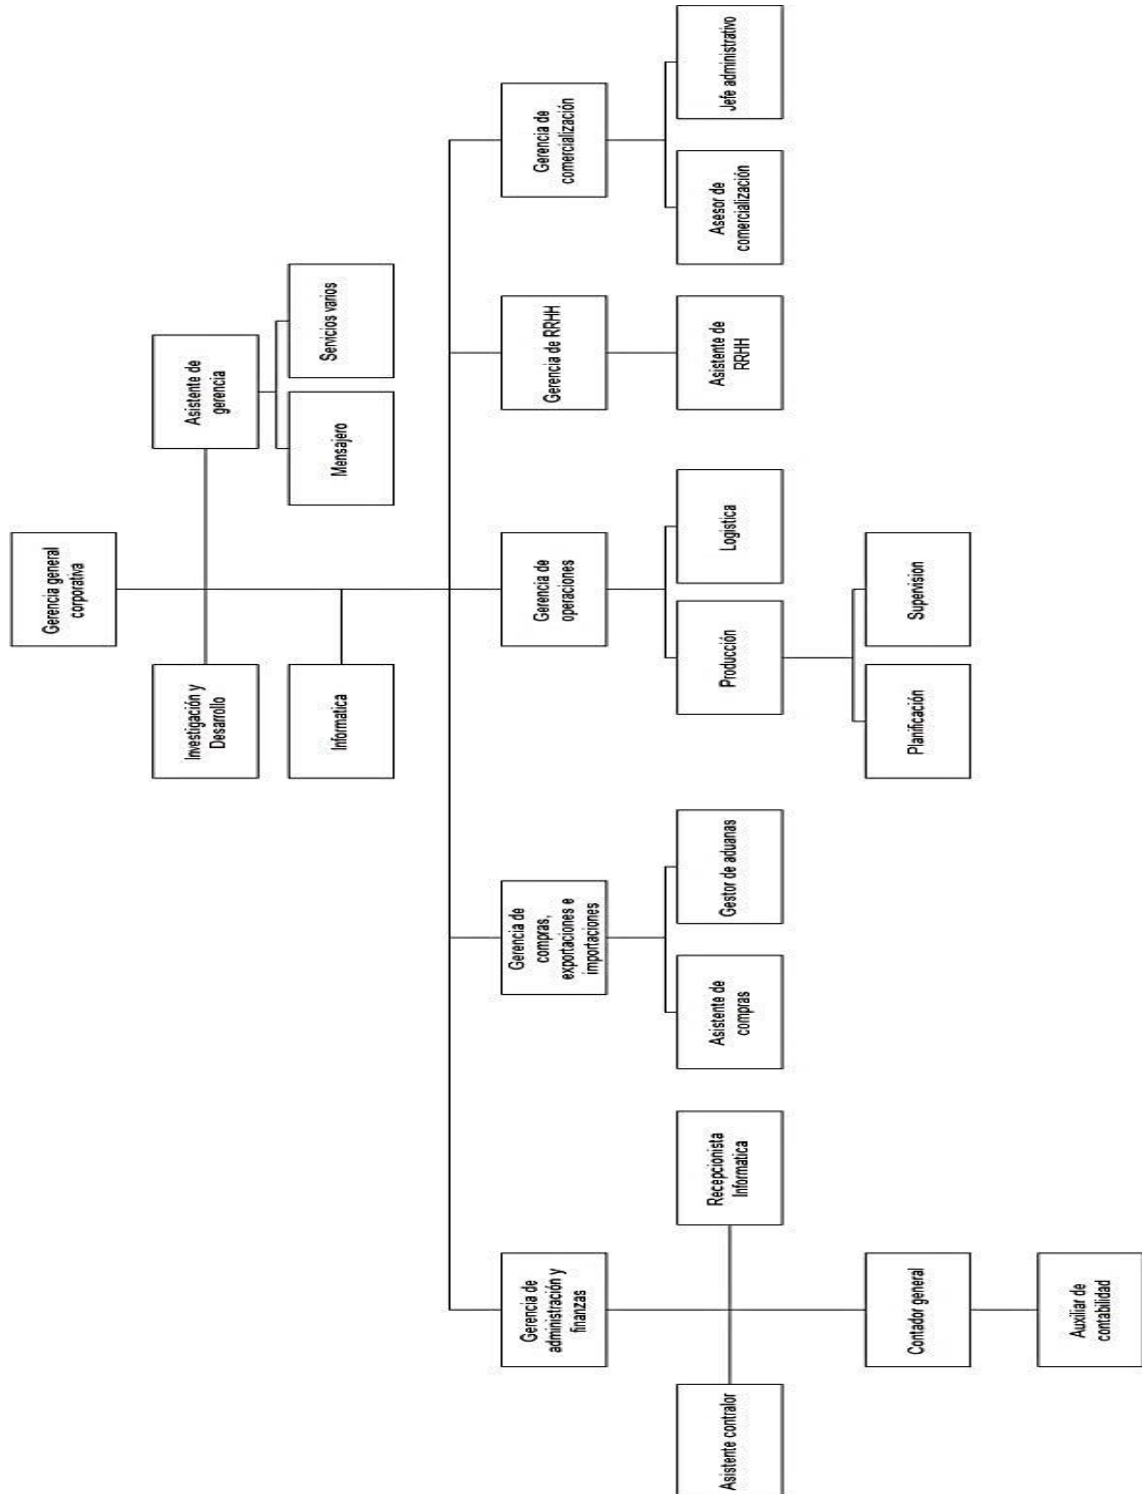 Gerencia general
corporativa
Investigación y
Desarrollo
Asistente de
gerencia
Informatica
Mensajero
Servicios varios
Gerencia de
administración y
finanzas
Gerencia de
compras,
exportaciones e
importaciones
Gerencia de
operaciones
Gerencia de RRHH
Gerencia de
comercialización
Asistente contralor
Recepcionista
Informatica
Asistente de
compras
Gestor de aduanas
Producción
Logistica
Asistente de
RRHH
Asesor de
comercialización
Jefe administrativo
Contador general
Planificación
Supervision
Auxiliar de
contabilidad